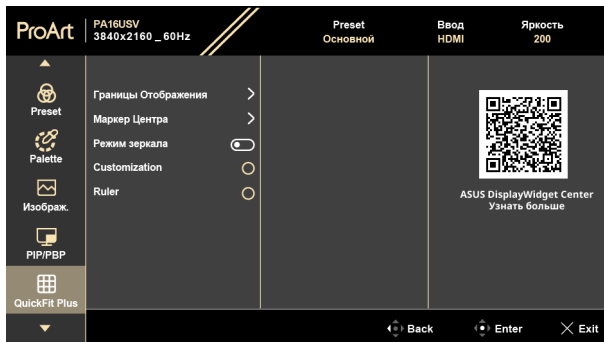 ProArt
PA16USV
3840x2160 _ 60Hz
Preset
Основной
Ввод
HDMI
Яркость
200
Preset
Palette
Изображ.
PIP/PBP
QuickFit Plus
Границы Отображения
Маркер Центра
Режим зеркала
Customization
Ruler
ASUS DisplayWidget Center
Узнать больше
Back
Enter
Exit